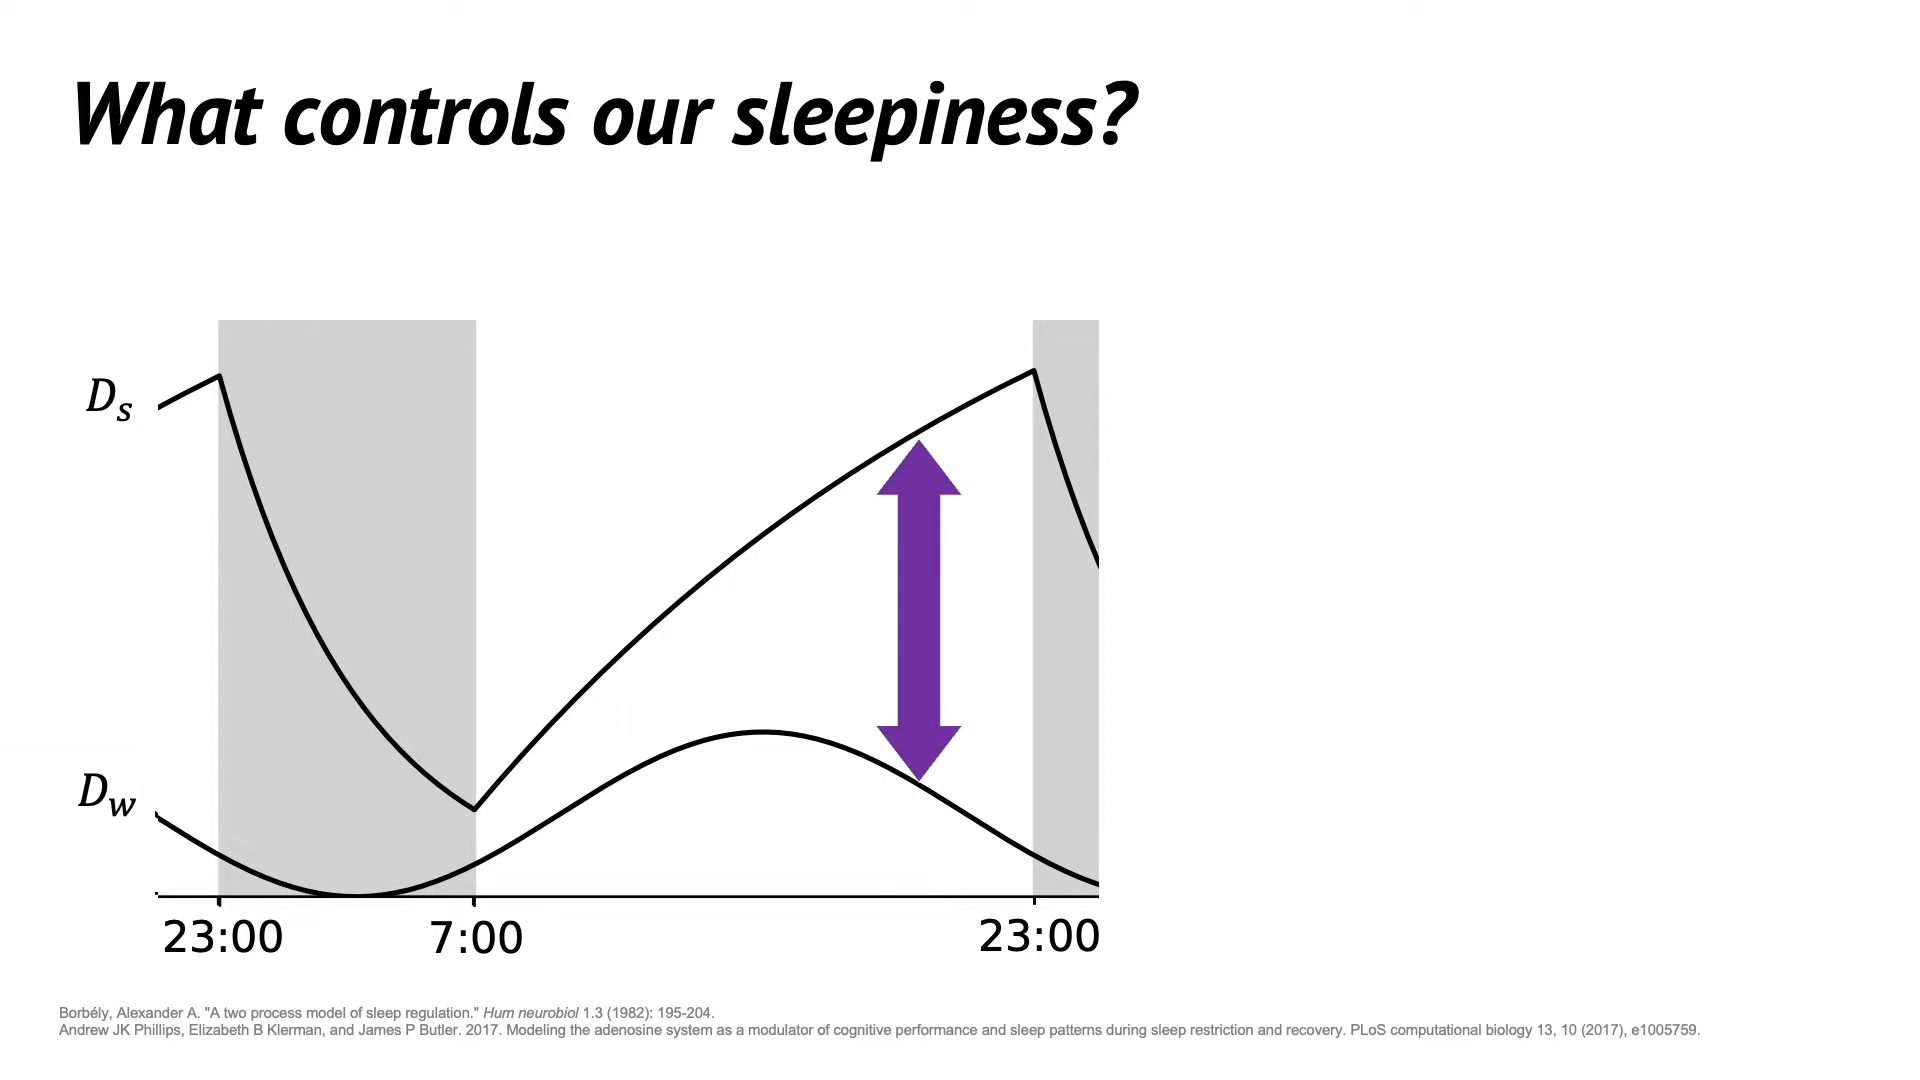 What controls our sleepiness?
D_s
D_w
23:00 7:00 23:00
Borbély, Alexander A. "A two process model of sleep regulation." Hum neurobiol 1.3 (1982): 195-204.
Andrew JK Phillips, Elizabeth B Klerman, and James P Butler. 2017. Modeling the adenosine system as a modulator of cognitive performance and sleep patterns during sleep restriction and recovery. PLoS computational biology 13, 10 (2017), e1005759.